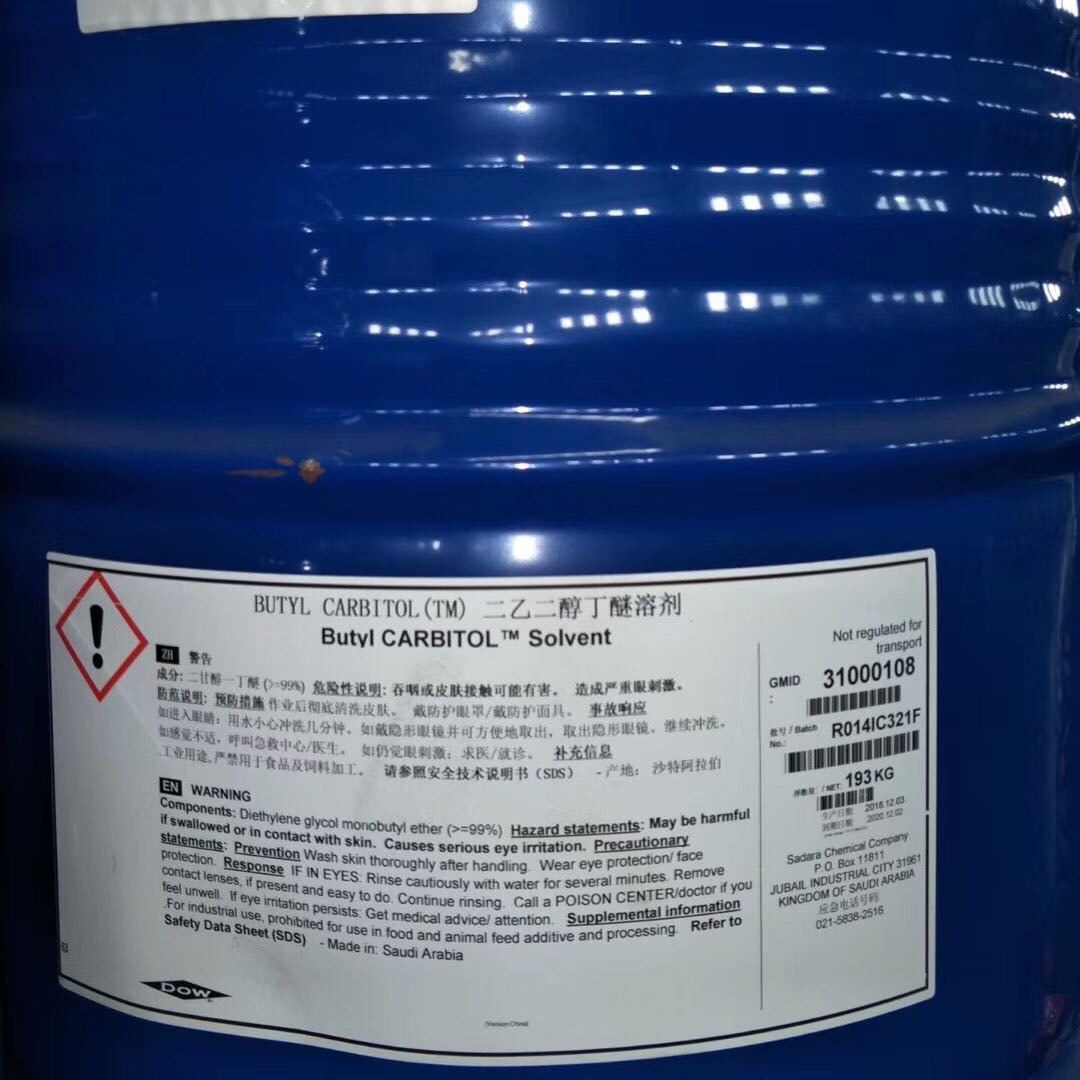 BUTYL CARBITOL(TM) 二乙二醇丁醚溶剂
Butyl CARBITOL™ Solvent
ZH 警告
成分: 二甘醇一丁醚 (>=99%) 危险性说明: 吞咽或皮肤接触可能有害。 造成严重眼刺激。
防范说明: 预防措施 作业后彻底清洗皮肤。 戴防护眼罩/戴防护面具。 事故响应
如进入眼睛: 用水小心冲洗几分钟。如戴隐形眼镜并可方便地取出, 取出隐形眼镜。继续冲洗。
如感觉不适, 呼叫急救中心/医生。 如仍觉眼刺激: 求医/就诊。 补充信息
工业用途, 严禁用于食品及饲料加工。 请参照安全技术说明书 (SDS) - 产地: 沙特阿拉伯
EN WARNING
Components: Diethylene glycol monobutyl ether (>=99%) Hazard statements: May be harmful
if swallowed or in contact with skin. Causes serious eye irritation. Precautionary
statements: Prevention Wash skin thoroughly after handling. Wear eye protection/ face
protection. Response IF IN EYES: Rinse cautiously with water for several minutes. Remove
contact lenses, if present and easy to do. Continue rinsing. Call a POISON CENTER/doctor if you
feel unwell. If eye irritation persists: Get medical advice/ attention. Supplemental information
.For industrial use, prohibited for use in food and animal feed additive and processing. Refer to
Safety Data Sheet (SDS) - Made in: Saudi Arabia
63
DOW
[Version:China]
Not regulated for
transport
GMID : 31000108
批号 / Batch No.: R014IC321F
净数量: / NET: 193 KG
生产日期: 2018.12.03
到期日期: 2020.12.02
Sadara Chemical Company
P.O. Box 11811
JUBAIL INDUSTRIAL CITY 31961
KINGDOM OF SAUDI ARABIA
应急电话号码:
021-5838-2516